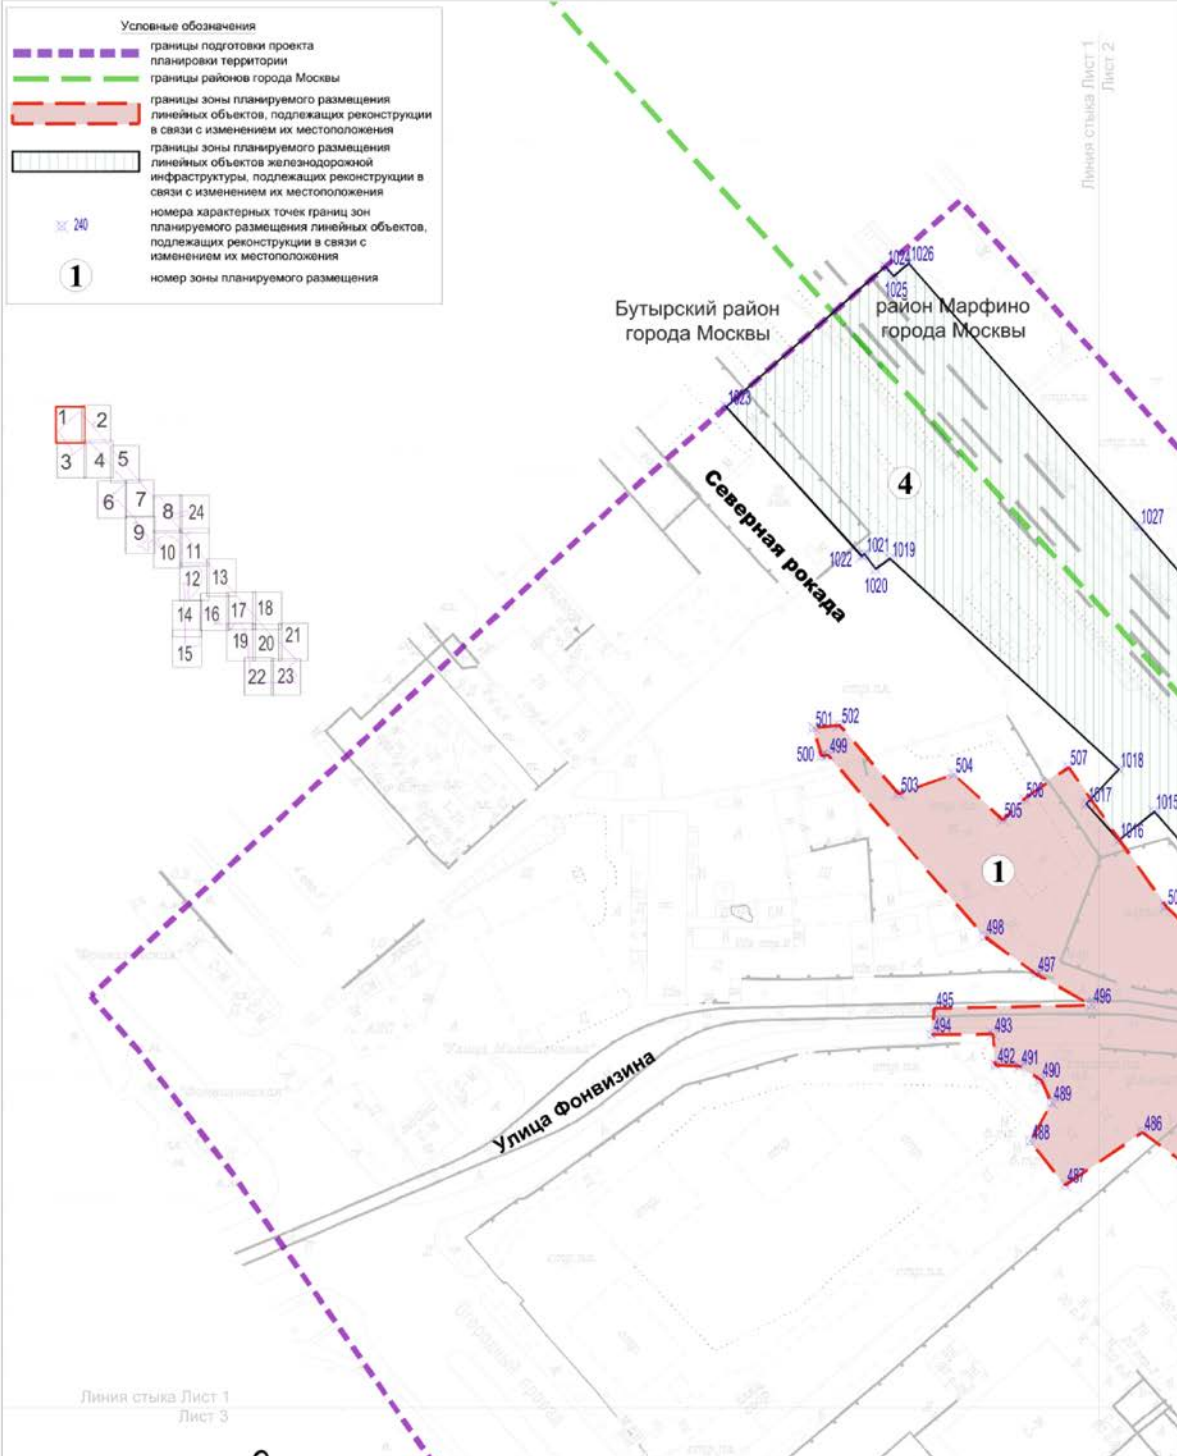 Условные обозначения
границы подготовки проекта
планировки территории
границы районов города Москвы
границы зоны планируемого размещения
линейных объектов, подлежащих реконструкции
в связи с изменением их местоположения
границы зоны планируемого размещения
линейных объектов железнодорожной
инфраструктуры, подлежащих реконструкции в
связи с изменением их местоположения
240
номера характерных точек границ зон
планируемого размещения линейных объектов,
подлежащих реконструкции в связи с
изменением их местоположения
1
номер зоны планируемого размещения
Линия стыка Лист 1
Лист 2
1024
1026
1025
Бутырский район
города Москвы
район Марфино
города Москвы
1023
1 2
3 4 5
6 7 8 24
9 10 11
12 13
14 16 17 18
15 19 20 21
22 23
4
Северная рокада
1027
1021
1019
1022
1020
501
502
500
499
503
504
505
506
507
1018
1017
1015
1016
1
498
497
496
495
494
493
492
491
490
489
488
487
486
Улица Фонвизина
Линия стыка Лист 1
Лист 3